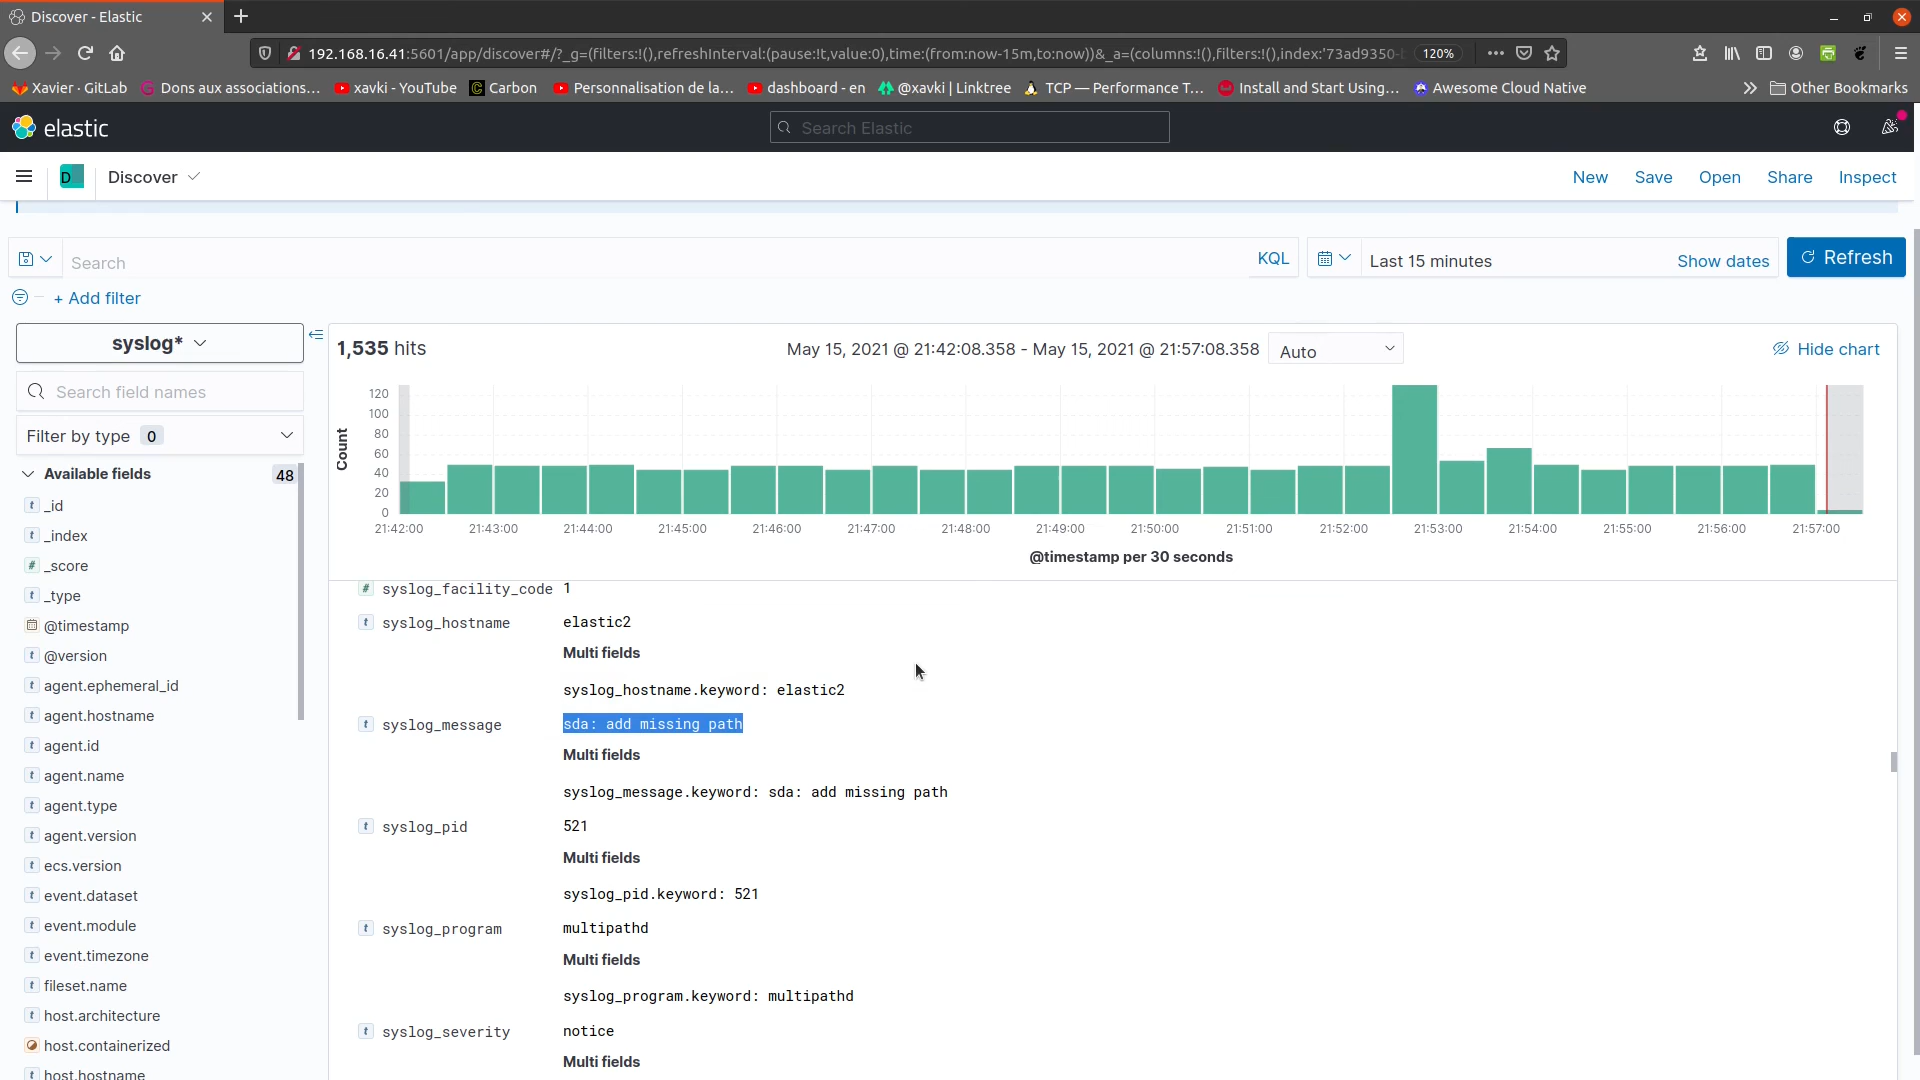 Discover - Elastic
192.168.16.41:5601/app/discover#/?_g=(filters:!(),refreshInterval:(pause:!t,value:0),time:(from:now-15m,to:now))&_a=(columns:!(),filters:!(),index:'73ad9350-
120%
Xavier · GitLab
Dons aux associations…
xavki - YouTube
Carbon
Personnalisation de la…
dashboard - en
@xavki | Linktree
TCP — Performance T…
Install and Start Using…
Awesome Cloud Native
Other Bookmarks
elastic
Search Elastic
D
Discover
New
Save
Open
Share
Inspect
Search
KQL
Last 15 minutes
Show dates
Refresh
+ Add filter
syslog*
Search field names
Filter by type 0
Available fields 48
t _id
t _index
# _score
t _type
@timestamp
t @version
t agent.ephemeral_id
t agent.hostname
t agent.id
t agent.name
t agent.type
t agent.version
t ecs.version
t event.dataset
t event.module
t event.timezone
t fileset.name
t host.architecture
host.containerized
t host.hostname
1,535 hits
May 15, 2021 @ 21:42:08.358 - May 15, 2021 @ 21:57:08.358
Auto
Hide chart
Count
120
100
80
60
40
20
0
21:42:00 21:43:00 21:44:00 21:45:00 21:46:00 21:47:00 21:48:00 21:49:00 21:50:00 21:51:00 21:52:00 21:53:00 21:54:00 21:55:00 21:56:00 21:57:00
@timestamp per 30 seconds
# syslog_facility_code 1
t syslog_hostname elastic2
Multi fields
syslog_hostname.keyword: elastic2
t syslog_message sda: add missing path
Multi fields
syslog_message.keyword: sda: add missing path
t syslog_pid 521
Multi fields
syslog_pid.keyword: 521
t syslog_program multipathd
Multi fields
syslog_program.keyword: multipathd
t syslog_severity notice
Multi fields